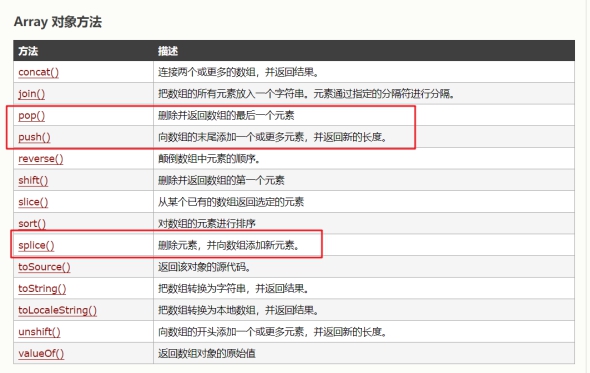 Array 对象方法
方法 描述
concat() 连接两个或更多的数组，并返回结果。
join() 把数组的所有元素放入一个字符串。元素通过指定的分隔符进行分隔。
pop() 删除并返回数组的最后一个元素
push() 向数组的末尾添加一个或更多元素，并返回新的长度。
reverse() 颠倒数组中元素的顺序。
shift() 删除并返回数组的第一个元素
slice() 从某个已有的数组返回选定的元素
sort() 对数组的元素进行排序
splice() 删除元素，并向数组添加新元素。
toSource() 返回该对象的源代码。
toString() 把数组转换为字符串，并返回结果。
toLocaleString() 把数组转换为本地数组，并返回结果。
unshift() 向数组的开头添加一个或更多元素，并返回新的长度。
valueOf() 返回数组对象的原始值